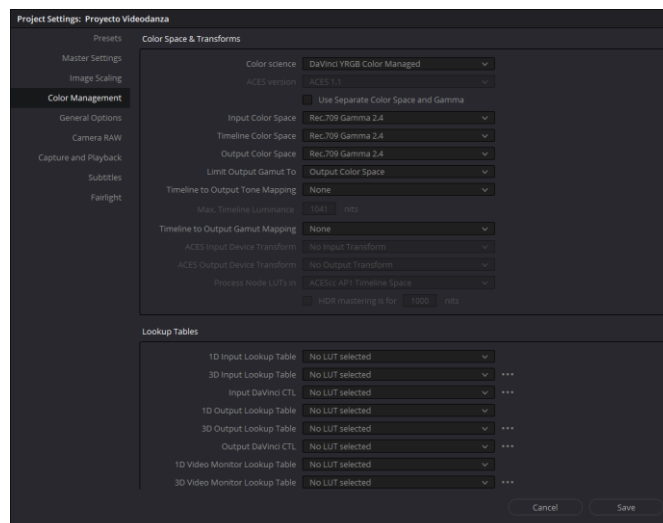 Project Settings: Proyecto Videodanza
Presets
Master Settings
Image Scaling
Color Management
General Options
Camera RAW
Capture and Playback
Subtitles
Fairlight
Color Space & Transforms
Color science DaVinci YRGB Color Managed
ACES version ACES 1.1
Use Separate Color Space and Gamma
Input Color Space Rec.709 Gamma 2.4
Timeline Color Space Rec.709 Gamma 2.4
Output Color Space Rec.709 Gamma 2.4
Limit Output Gamut To Output Color Space
Timeline to Output Tone Mapping None
Max. Timeline Luminance 1041 nits
Timeline to Output Gamut Mapping None
ACES Input Device Transform No Input Transform
ACES Output Device Transform No Output Transform
Process Node LUTs in ACEScc AP1 Timeline Space
HDR mastering is for 1000 nits
Lookup Tables
1D Input Lookup Table No LUT selected
3D Input Lookup Table No LUT selected •••
Input DaVinci CTL No LUT selected •••
1D Output Lookup Table No LUT selected
3D Output Lookup Table No LUT selected •••
Output DaVinci CTL No LUT selected •••
1D Video Monitor Lookup Table No LUT selected
3D Video Monitor Lookup Table No LUT selected •••
Cancel Save